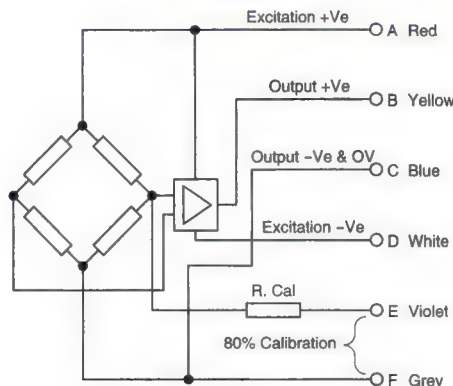 Excitation +Ve
A Red
Output +Ve
B Yellow
Output −Ve & OV
C Blue
Excitation −Ve
D White
R. Cal
E Violet
80% Calibration
F Grey